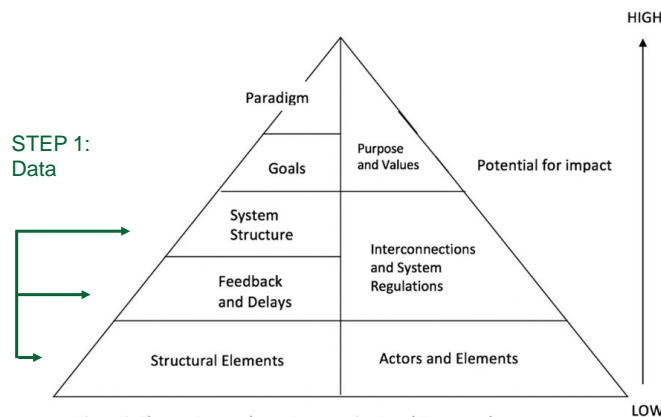 HIGH
Paradigm
STEP 1:
Data
Purpose
and Values
Goals
Potential for impact
System
Structure
Interconnections
and System
Regulations
Feedback
and Delays
Structural Elements
Actors and Elements
LOW